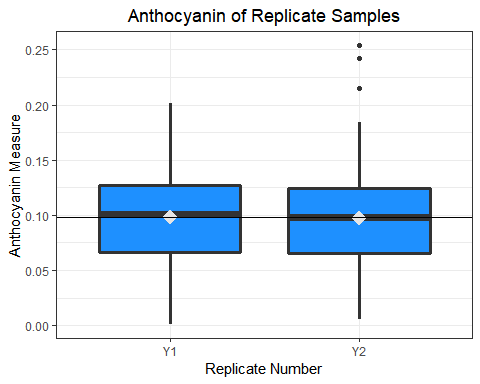 Anthocyanin of Replicate Samples
Anthocyanin Measure
0.25
0.20
0.15
0.10
0.05
0.00
Y1
Y2
Replicate Number